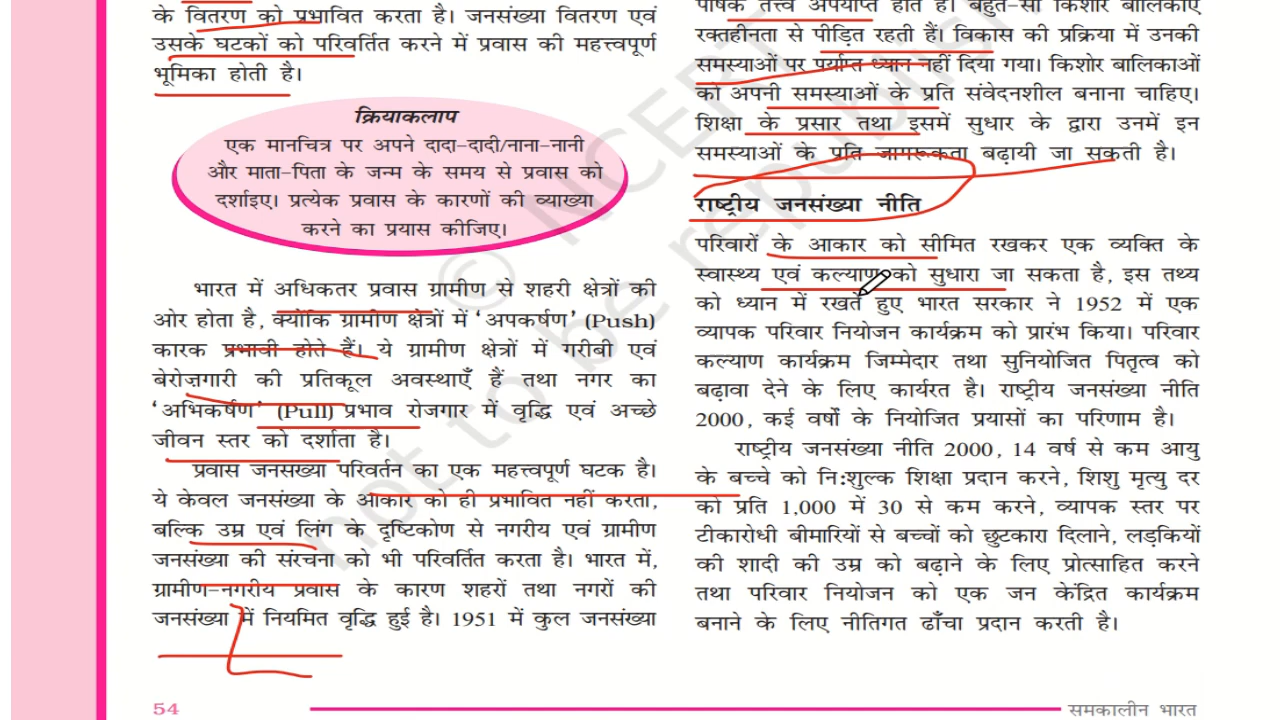 के वितरण को प्रभावित करता है। जनसंख्या वितरण एवं
उसके घटकों को परिवर्तित करने में प्रवास की महत्त्वपूर्ण
भूमिका होती है।
क्रियाकलाप
एक मानचित्र पर अपने दादा-दादी/नाना-नानी
और माता-पिता के जन्म के समय से प्रवास को
दर्शाइए। प्रत्येक प्रवास के कारणों की व्याख्या
करने का प्रयास कीजिए।
भारत में अधिकतर प्रवास ग्रामीण से शहरी क्षेत्रों की
ओर होता है, क्योंकि ग्रामीण क्षेत्रों में ‘अपकर्षण’ (Push)
कारक प्रभावी होते हैं। ये ग्रामीण क्षेत्रों में गरीबी एवं
बेरोज़गारी की प्रतिकूल अवस्थाएँ हैं तथा नगर का
‘अभिकर्षण’ (Pull) प्रभाव रोजगार में वृद्धि एवं अच्छे
जीवन स्तर को दर्शाता है।
प्रवास जनसंख्या परिवर्तन का एक महत्त्वपूर्ण घटक है।
ये केवल जनसंख्या के आकार को ही प्रभावित नहीं करता,
बल्कि उम्र एवं लिंग के दृष्टिकोण से नगरीय एवं ग्रामीण
जनसंख्या की संरचना को भी परिवर्तित करता है। भारत में,
ग्रामीण-नगरीय प्रवास के कारण शहरों तथा नगरों की
जनसंख्या में नियमित वृद्धि हुई है। 1951 में कुल जनसंख्या
पोषक तत्त्व अपर्याप्त होते हैं। बहुत-सी किशोर बालिकाएँ
रक्तहीनता से पीड़ित रहती हैं। विकास की प्रक्रिया में उनकी
समस्याओं पर पर्याप्त ध्यान नहीं दिया गया। किशोर बालिकाओं
को अपनी समस्याओं के प्रति संवेदनशील बनाना चाहिए।
शिक्षा के प्रसार तथा इसमें सुधार के द्वारा उनमें इन
समस्याओं के प्रति जागरूकता बढ़ायी जा सकती है।
राष्ट्रीय जनसंख्या नीति
परिवारों के आकार को सीमित रखकर एक व्यक्ति के
स्वास्थ्य एवं कल्याण को सुधारा जा सकता है, इस तथ्य
को ध्यान में रखते हुए भारत सरकार ने 1952 में एक
व्यापक परिवार नियोजन कार्यक्रम को प्रारंभ किया। परिवार
कल्याण कार्यक्रम जिम्मेदार तथा सुनियोजित पितृत्व को
बढ़ावा देने के लिए कार्यरत है। राष्ट्रीय जनसंख्या नीति
2000, कई वर्षों के नियोजित प्रयासों का परिणाम है।
राष्ट्रीय जनसंख्या नीति 2000, 14 वर्ष से कम आयु
के बच्चे को नि:शुल्क शिक्षा प्रदान करने, शिशु मृत्यु दर
को प्रति 1,000 में 30 से कम करने, व्यापक स्तर पर
टीकारोधी बीमारियों से बच्चों को छुटकारा दिलाने, लड़कियों
की शादी की उम्र को बढ़ाने के लिए प्रोत्साहित करने
तथा परिवार नियोजन को एक जन केंद्रित कार्यक्रम
बनाने के लिए नीतिगत ढाँचा प्रदान करती है।
© NCERT
not to be republished
54
समकालीन भारत